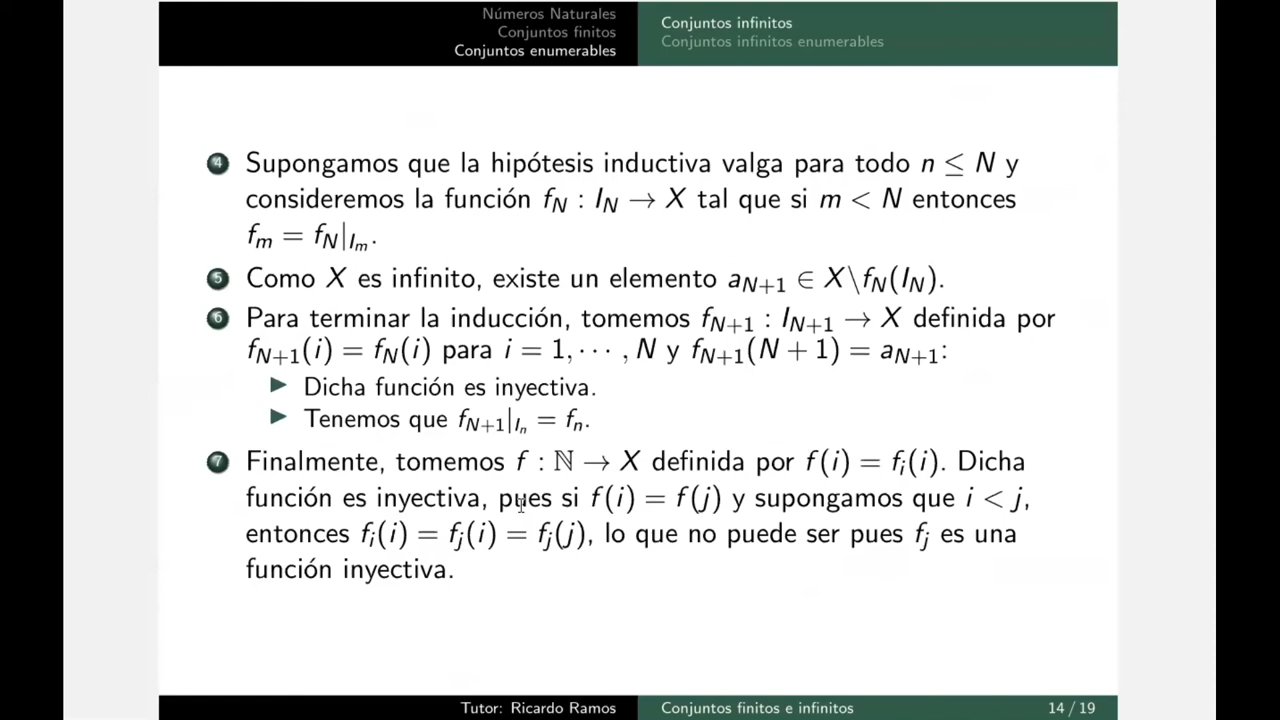 Números Naturales
Conjuntos finitos
Conjuntos enumerables
Conjuntos infinitos
Conjuntos infinitos enumerables
4 Supongamos que la hipótesis inductiva valga para todo n ≤ N y
consideremos la función f_N : I_N → X tal que si m < N entonces
f_m = f_N|_{I_m}.
5 Como X es infinito, existe un elemento a_{N+1} ∈ X\f_N(I_N).
6 Para terminar la inducción, tomemos f_{N+1} : I_{N+1} → X definida por
f_{N+1}(i) = f_N(i) para i = 1, ⋯ , N y f_{N+1}(N + 1) = a_{N+1}:
▶ Dicha función es inyectiva.
▶ Tenemos que f_{N+1}|_{I_n} = f_n.
7 Finalmente, tomemos f : ℕ → X definida por f(i) = f_i(i). Dicha
función es inyectiva, pues si f(i) = f(j) y supongamos que i < j,
entonces f_i(i) = f_j(i) = f_j(j), lo que no puede ser pues f_j es una
función inyectiva.
Tutor: Ricardo Ramos
Conjuntos finitos e infinitos
14 / 19